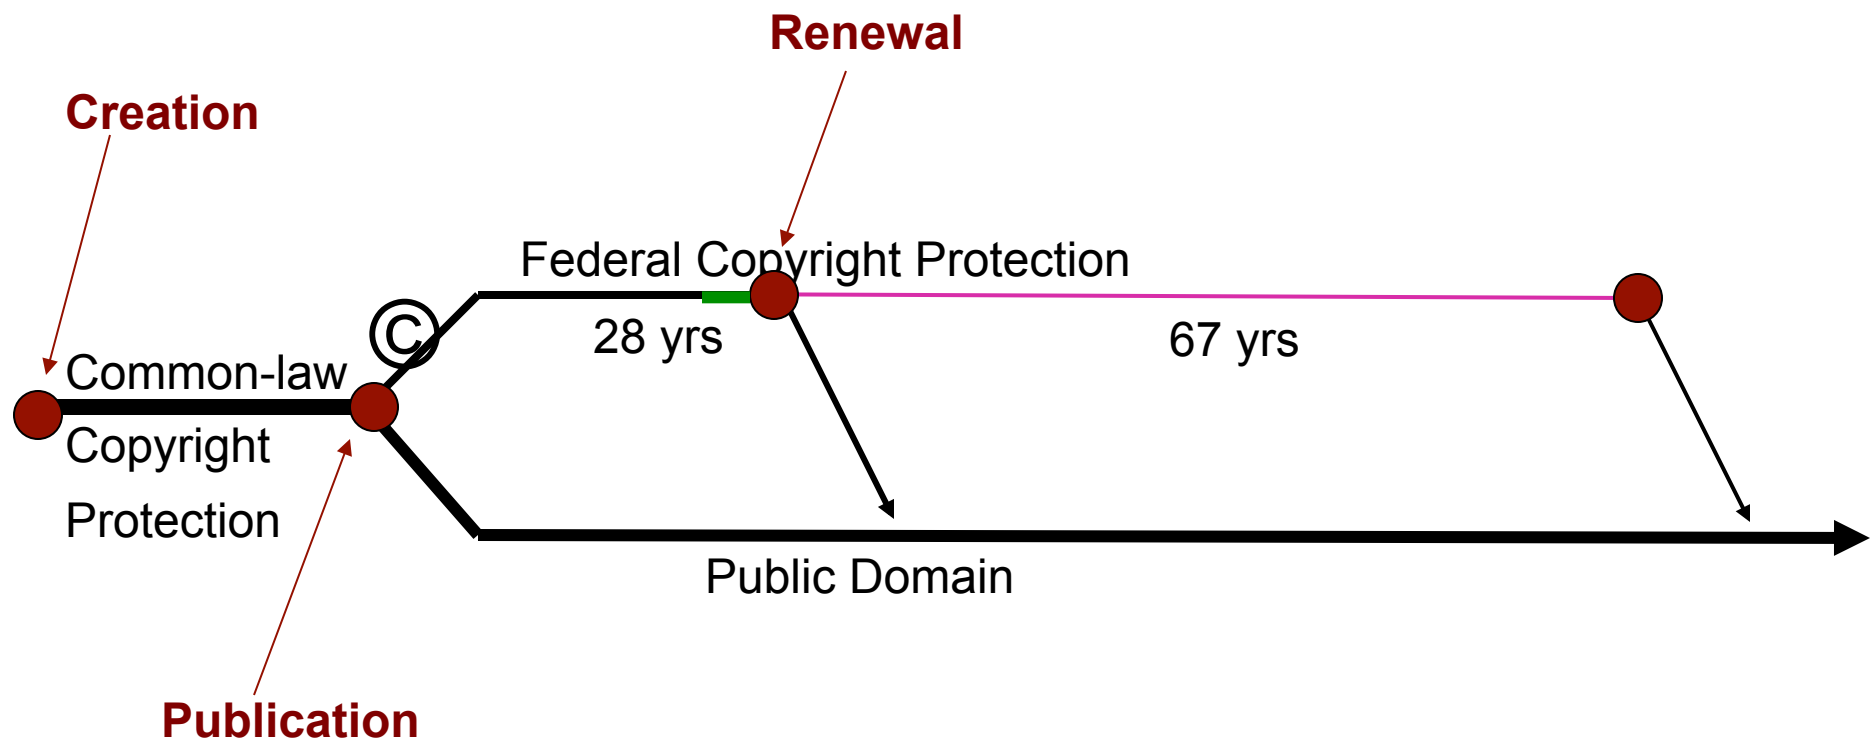 Renewal
Creation
Federal Copyright Protection
©
28 yrs
67 yrs
Common-law
Copyright
Protection
Public Domain
Publication